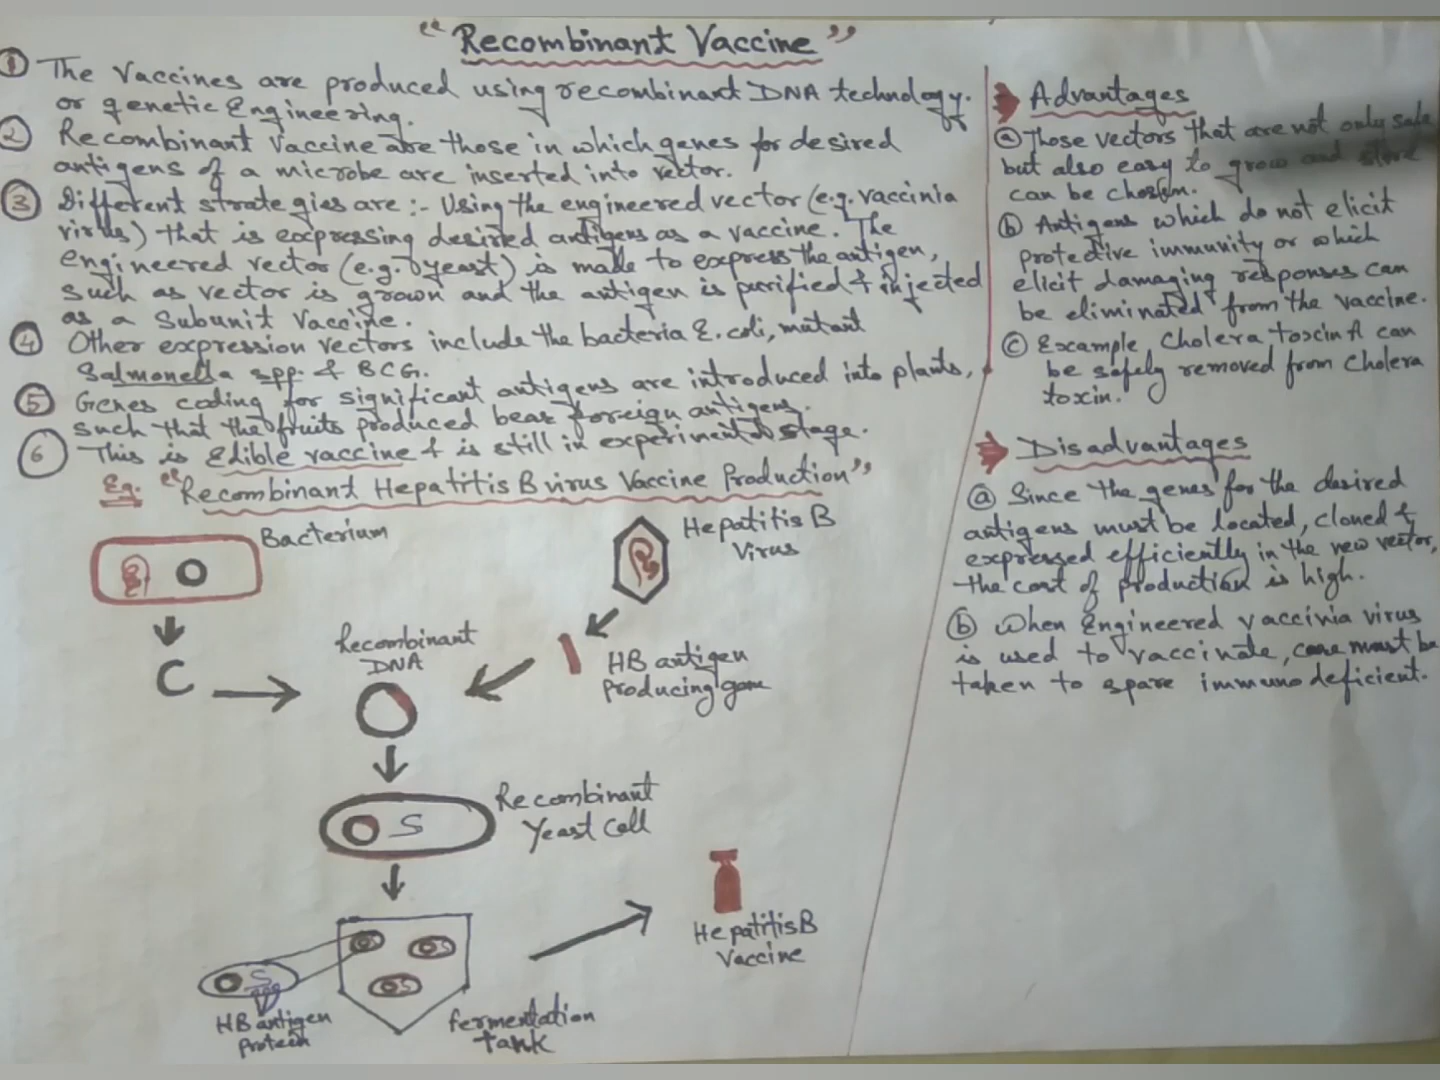 "Recombinant Vaccine"
① The Vaccines are produced using recombinant DNA technology.
or genetic Engineering.
② Recombinant Vaccine are those in which genes for desired
antigens of a microbe are inserted into vector.
③ Different strategies are :- Using the engineered vector (e.g. vaccinia
virus) that is expressing desired antigens as a vaccine. The
engineered vector (e.g. yeast) is made to express the antigen,
such as vector is grown and the antigen is purified & injected
as a Subunit Vaccine.
④ Other expression vectors include the bacteria E. coli, mutant
Salmonella spp. & BCG.
⑤ Genes coding for significant antigens are introduced into plants,
such that the fruits produced bear foreign antigens.
⑥ This is Edible vaccine & is still in experimental stage.
Eg. "Recombinant Hepatitis B virus Vaccine Production"
Bacterium
Hepatitis B
Virus
Recombinant
DNA
HB antigen
producing gene
C
Recombinant
Yeast Cell
S
Hepatitis B
Vaccine
S
HB antigen
Protein
fermentation
tank
Advantages
ⓐ Those vectors that are not only safe
but also easy to grow and store
can be chosen.
ⓑ Antigens which do not elicit
protective immunity or which
elicit damaging responses can
be eliminated from the vaccine.
ⓒ Example, Cholera toxin A can
be safely removed from Cholera
toxin.
Disadvantages
ⓐ Since the genes for the desired
antigens must be located, cloned &
expressed efficiently in the new vector,
the cost of production is high.
ⓑ When Engineered vaccinia virus
is used to vaccinate, care must be
taken to spare immunodeficient.